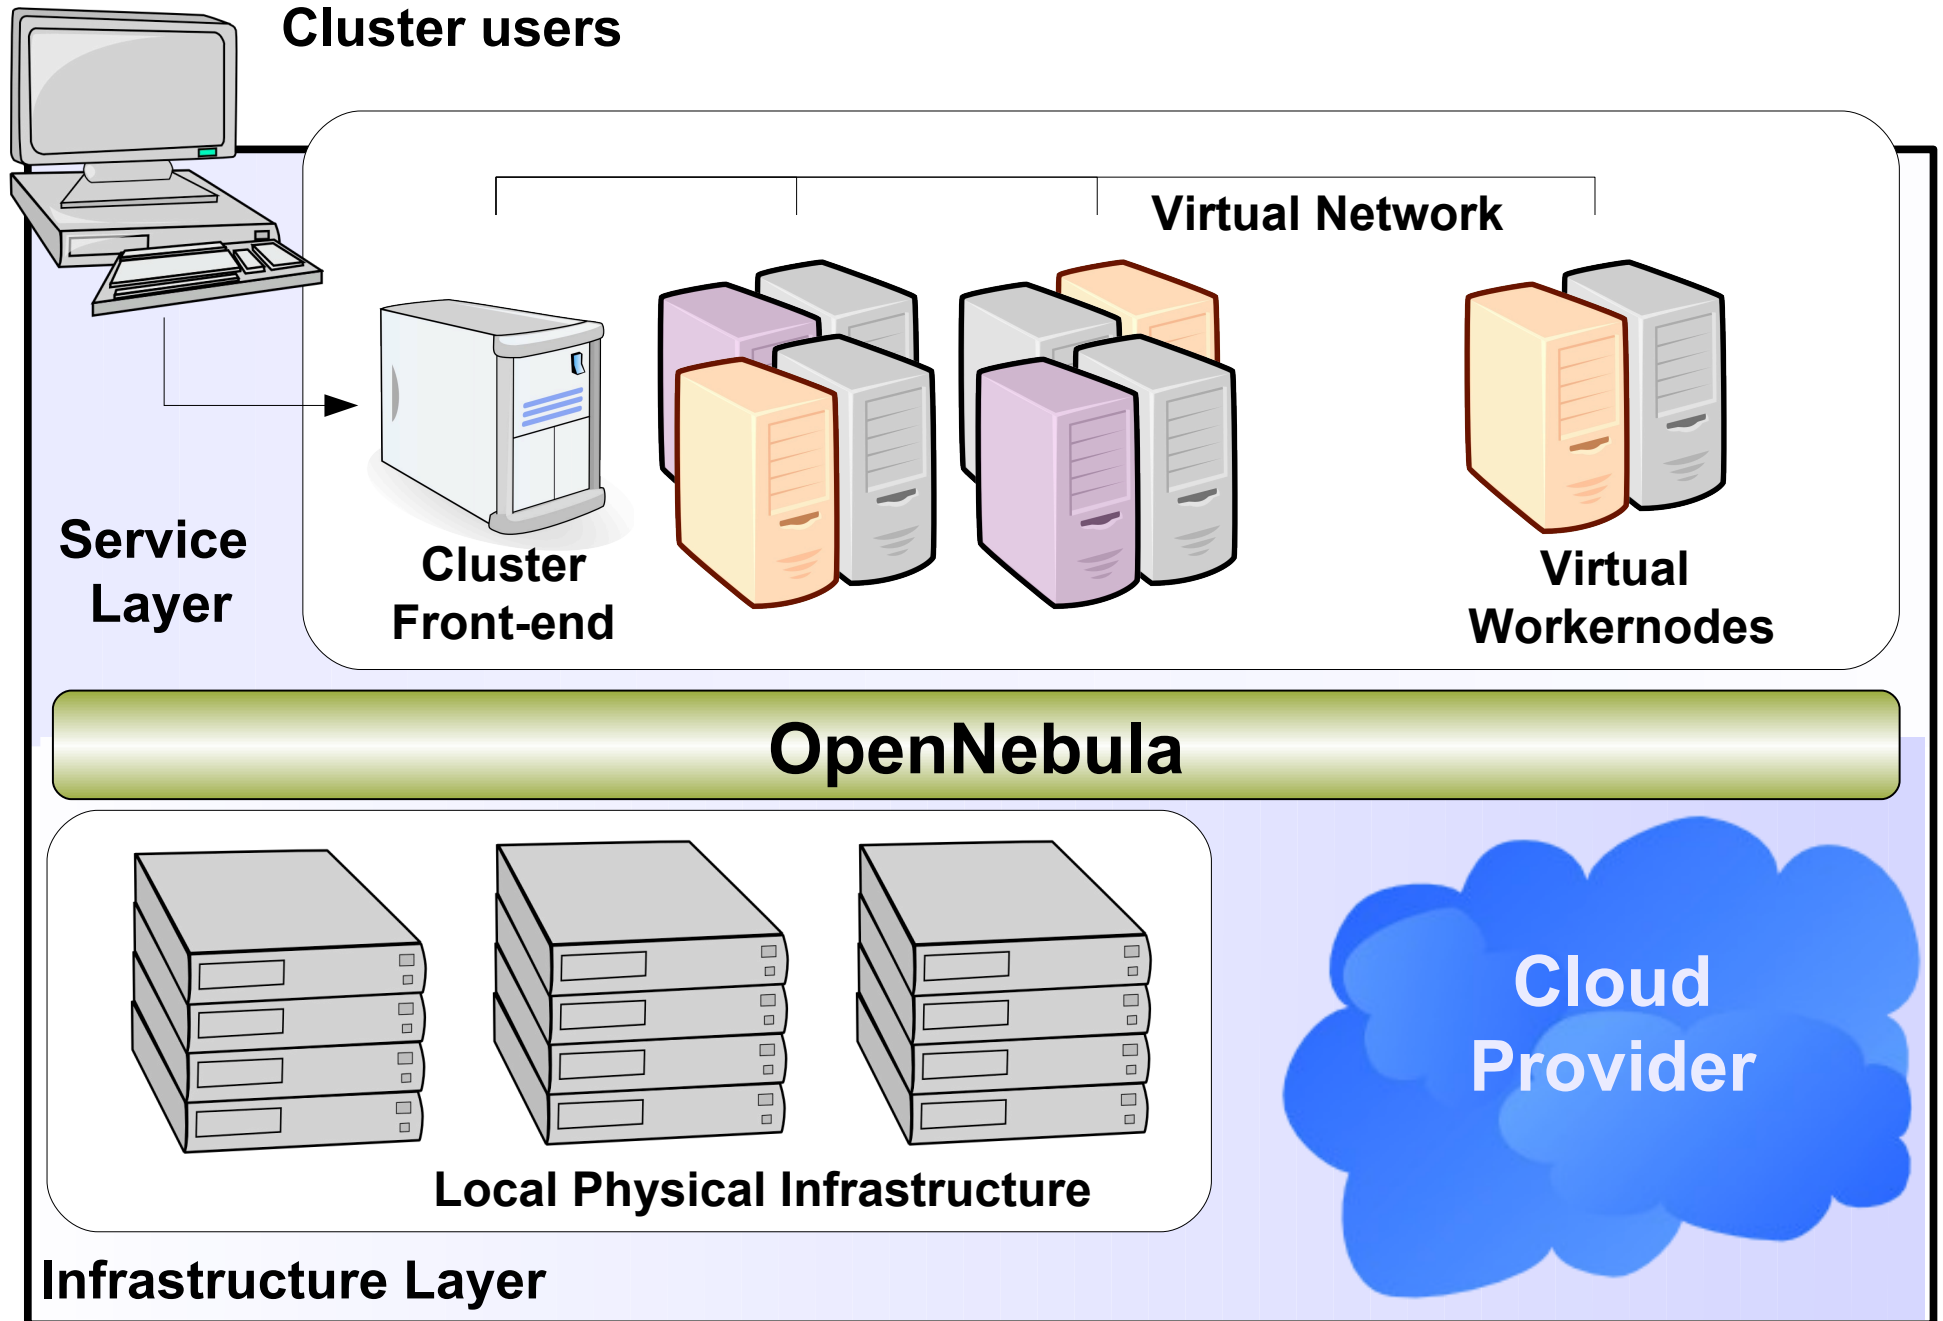 Cluster users
Virtual Network
Service
Layer
Cluster
Front-end
Virtual
Workernodes
OpenNebula
Cloud
Provider
Local Physical Infrastructure
Infrastructure Layer